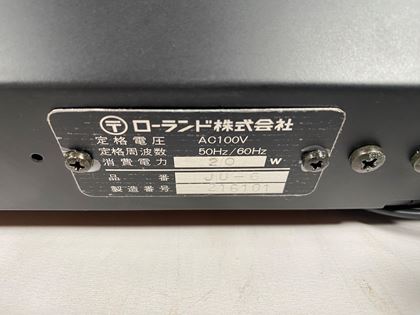 〒 ローランド株式会社
定格電圧 AC100V
定格周波数 50Hz/60Hz
消費電力 20 W
品番 JU-6
製造番号 216101